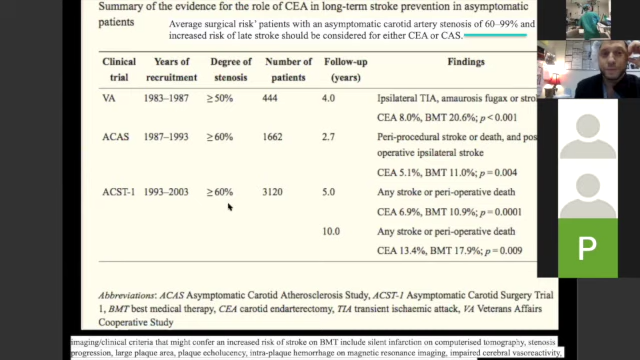 Summary of the evidence for the role of CEA in long-term stroke prevention in asymptomatic
patients
Average surgical risk' patients with an asymptomatic carotid artery stenosis of 60–99% and
increased risk of late stroke should be considered for either CEA or CAS.
Clinical trial Years of recruitment Degree of stenosis Number of patients Follow-up (years) Findings
VA 1983–1987 ≥50% 444 4.0 Ipsilateral TIA, amaurosis fugax or stro
CEA 8.0%, BMT 20.6%; p < 0.001
ACAS 1987–1993 ≥60% 1662 2.7 Peri-procedural stroke or death, and pos
operative ipsilateral stroke
CEA 5.1%, BMT 11.0%; p = 0.004
ACST-1 1993–2003 ≥60% 3120 5.0 Any stroke or peri-operative death
CEA 6.9%, BMT 10.9%; p = 0.0001
10.0 Any stroke or peri-operative death
CEA 13.4%, BMT 17.9%; p = 0.009
Abbreviations: ACAS Asymptomatic Carotid Atherosclerosis Study, ACST-1 Asymptomatic Carotid Surgery Trial
1, BMT best medical therapy, CEA carotid endarterectomy, TIA transient ischaemic attack, VA Veterans Affairs
Cooperative Study
imaging/clinical criteria that might confer an increased risk of stroke on BMT include silent infarction on computerised tomography, stenosis
progression, large plaque area, plaque echolucency, intra-plaque hemorrhage on magnetic resonance imaging, impaired cerebral vasoreactivity,
P